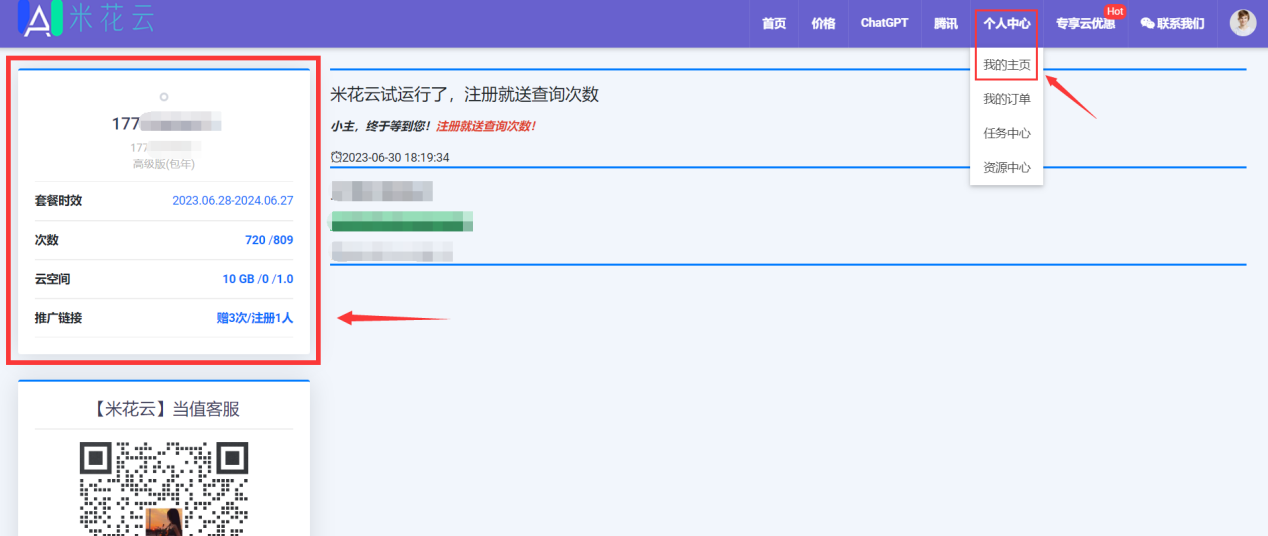 米花云
首页 价格 ChatGPT 腾讯 个人中心 专享云优惠 Hot 联系我们
我的主页
我的订单
任务中心
资源中心
177
177
高级版(包年)
套餐时效 2023.06.28-2024.06.27
次数 720 /809
云空间 10 GB /0 /1.0
推广链接 赠3次/注册1人
米花云试运行了，注册就送查询次数
小主，终于等到您！注册就送查询次数！
2023-06-30 18:19:34
【米花云】当值客服